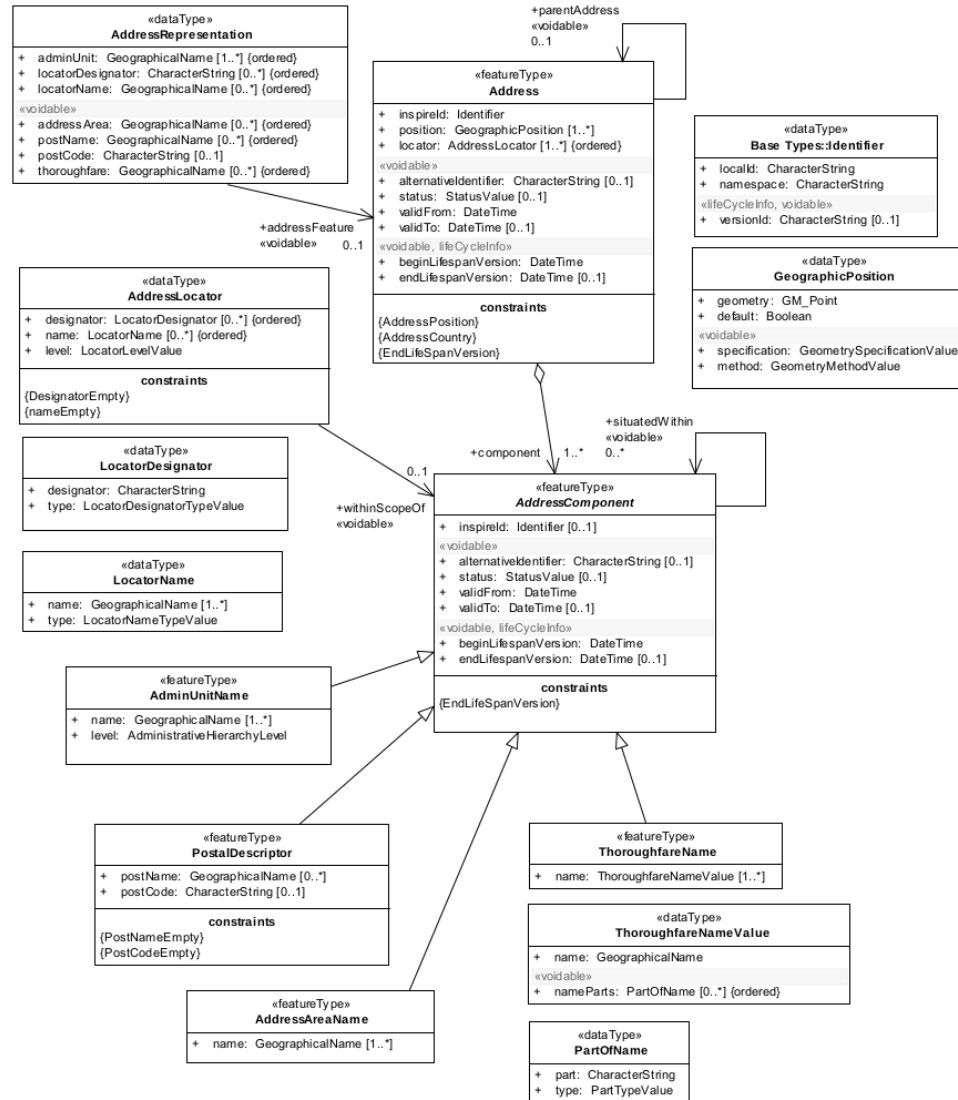 «dataType»
AddressRepresentation
+ adminUnit: GeographicalName [1..*] {ordered}
+ locatorDesignator: CharacterString [0..*] {ordered}
+ locatorName: GeographicalName [0..*] {ordered}
«voidable»
+ addressArea: GeographicalName [0..*] {ordered}
+ postName: GeographicalName [0..*] {ordered}
+ postCode: CharacterString [0..1]
+ thoroughfare: GeographicalName [0..*] {ordered}
+parentAddress
«voidable»
0..1
«featureType»
Address
+ inspireId: Identifier
+ position: GeographicPosition [1..*]
+ locator: AddressLocator [1..*] {ordered}
«voidable»
+ alternativeIdentifier: CharacterString [0..1]
+ status: StatusValue [0..1]
+ validFrom: DateTime
+ validTo: DateTime [0..1]
«voidable, lifeCycleInfo»
+ beginLifespanVersion: DateTime
+ endLifespanVersion: DateTime [0..1]
constraints
{AddressPosition}
{AddressCountry}
{EndLifeSpanVersion}
«dataType»
Base Types::Identifier
+ localId: CharacterString
+ namespace: CharacterString
«lifeCycleInfo, voidable»
+ versionId: CharacterString [0..1]
+addressFeature
«voidable» 0..1
«dataType»
GeographicPosition
+ geometry: GM_Point
+ default: Boolean
«voidable»
+ specification: GeometrySpecificationValue
+ method: GeometryMethodValue
«dataType»
AddressLocator
+ designator: LocatorDesignator [0..*] {ordered}
+ name: LocatorName [0..*] {ordered}
+ level: LocatorLevelValue
constraints
{DesignatorEmpty}
{nameEmpty}
+situatedWithin
«voidable»
0..*
+component 1..*
0..1
+withinScopeOf
«voidable»
«dataType»
LocatorDesignator
+ designator: CharacterString
+ type: LocatorDesignatorTypeValue
«featureType»
AddressComponent
+ inspireId: Identifier [0..1]
«voidable»
+ alternativeIdentifier: CharacterString [0..1]
+ status: StatusValue [0..1]
+ validFrom: DateTime
+ validTo: DateTime [0..1]
«voidable, lifeCycleInfo»
+ beginLifespanVersion: DateTime
+ endLifespanVersion: DateTime [0..1]
constraints
{EndLifeSpanVersion}
«dataType»
LocatorName
+ name: GeographicalName [1..*]
+ type: LocatorNameTypeValue
«featureType»
AdminUnitName
+ name: GeographicalName [1..*]
+ level: AdministrativeHierarchyLevel
«featureType»
PostalDescriptor
+ postName: GeographicalName [0..*]
+ postCode: CharacterString [0..1]
constraints
{PostNameEmpty}
{PostCodeEmpty}
«featureType»
ThoroughfareName
+ name: ThoroughfareNameValue [1..*]
«dataType»
ThoroughfareNameValue
+ name: GeographicalName
«voidable»
+ nameParts: PartOfName [0..*] {ordered}
«featureType»
AddressAreaName
+ name: GeographicalName [1..*]
«dataType»
PartOfName
+ part: CharacterString
+ type: PartTypeValue